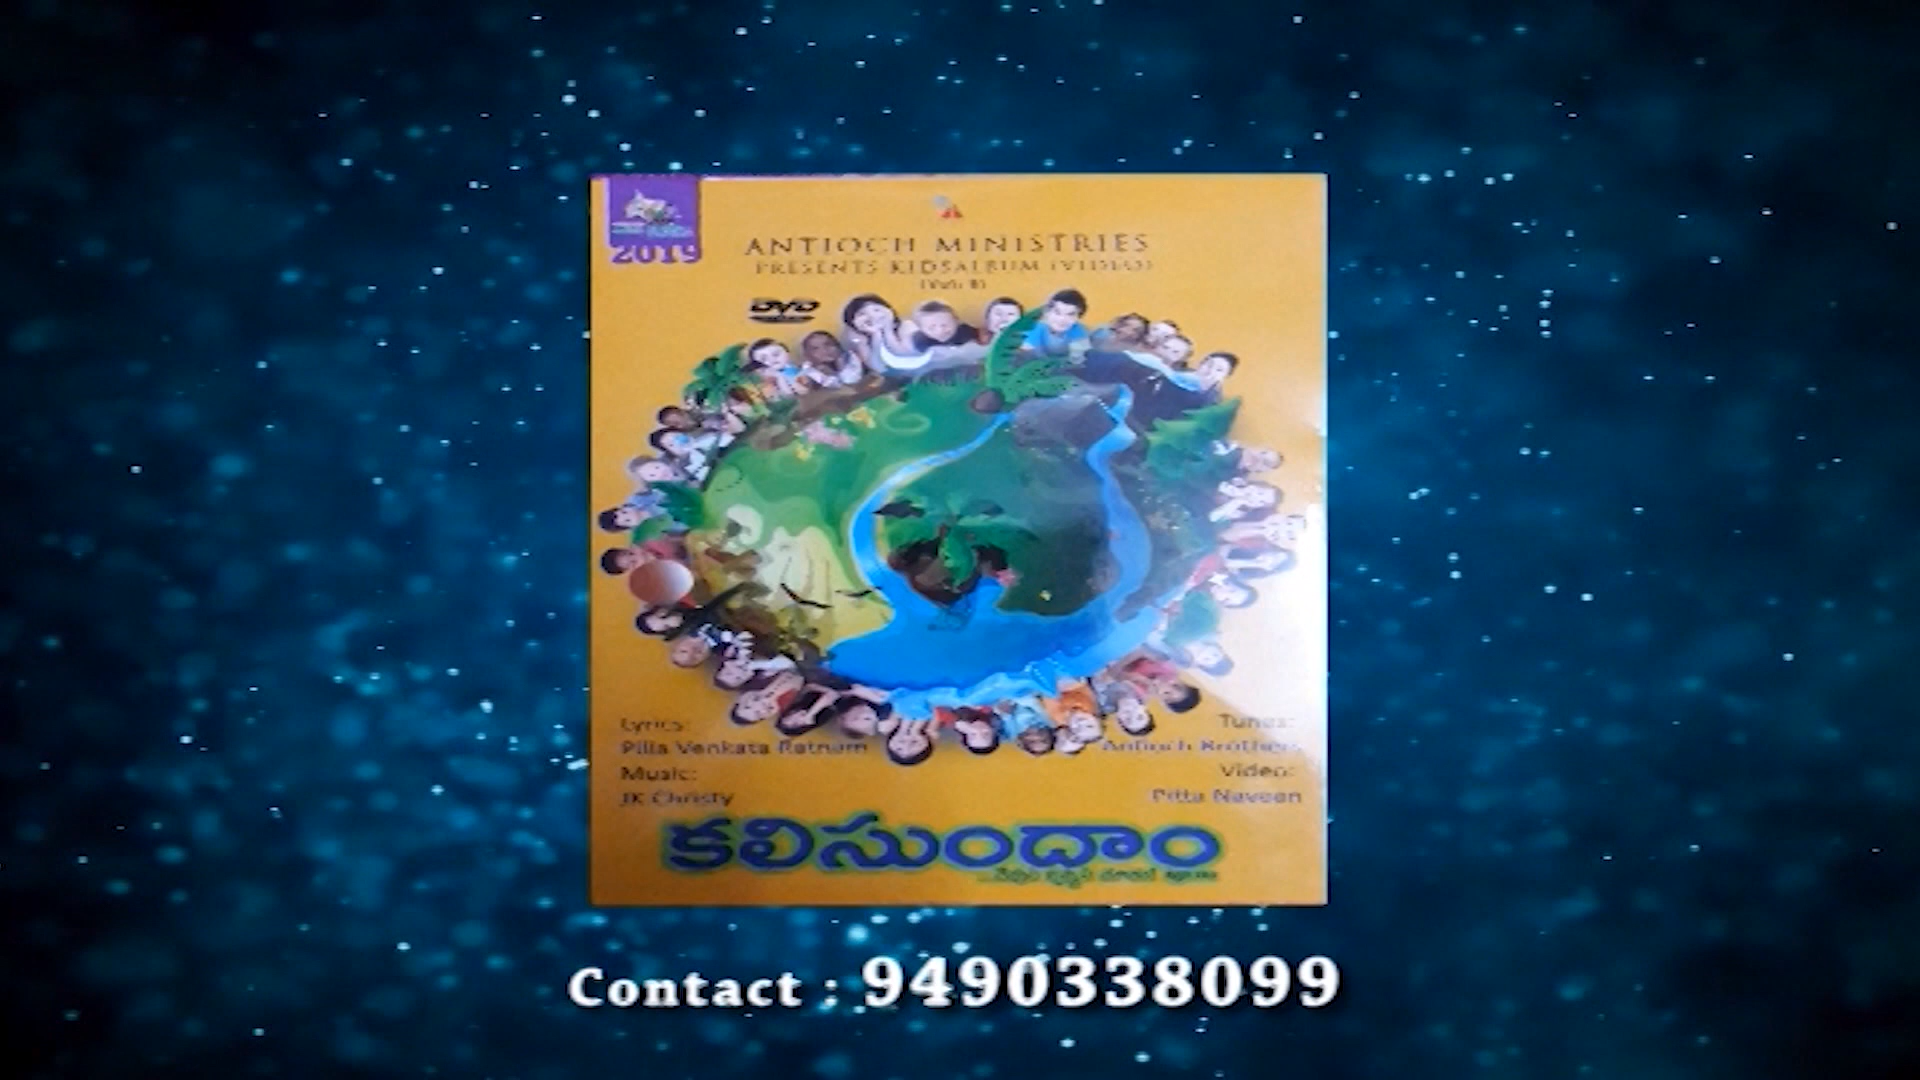 2019
ANTIOCH MINISTRIES
PRESENTS KIDSALBUM (VIDEO)
DVD
Lyrics:
Pilla Venkata Ratnam
Music:
JK Christy
Tunes:
Antioch Brothers
Video:
Pitta Naveen
కలిసుందాం
Contact : 9490338099